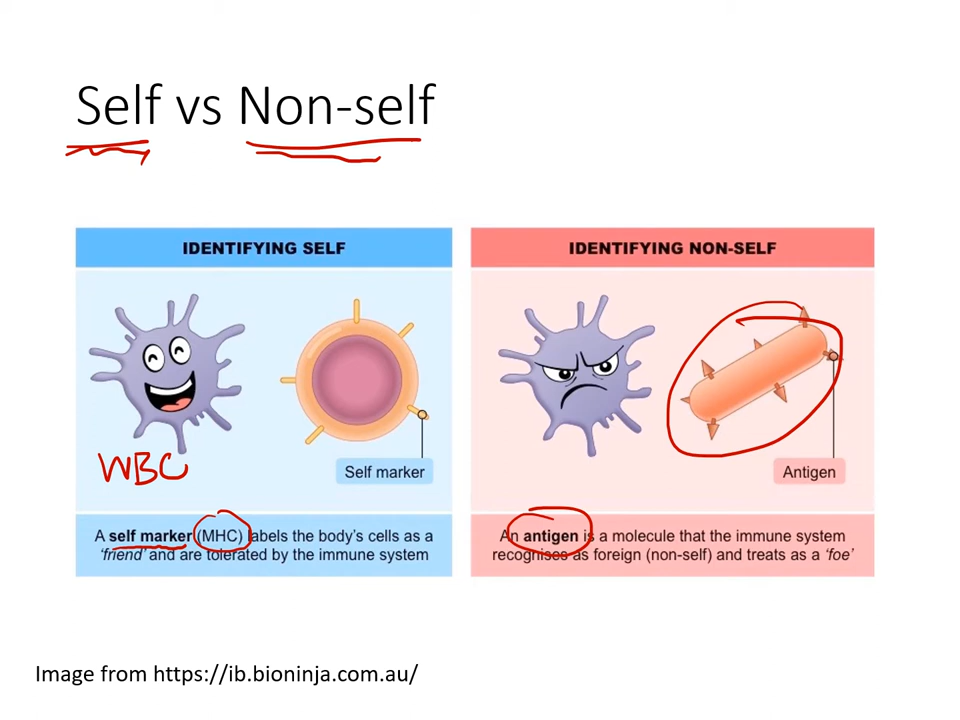 Self vs Non-self
IDENTIFYING SELF
WBC
Self marker
A self marker (MHC) labels the body's cells as a
'friend' and are tolerated by the immune system
IDENTIFYING NON-SELF
Antigen
An antigen is a molecule that the immune system
recognises as foreign (non-self) and treats as a 'foe'
Image from https://ib.bioninja.com.au/